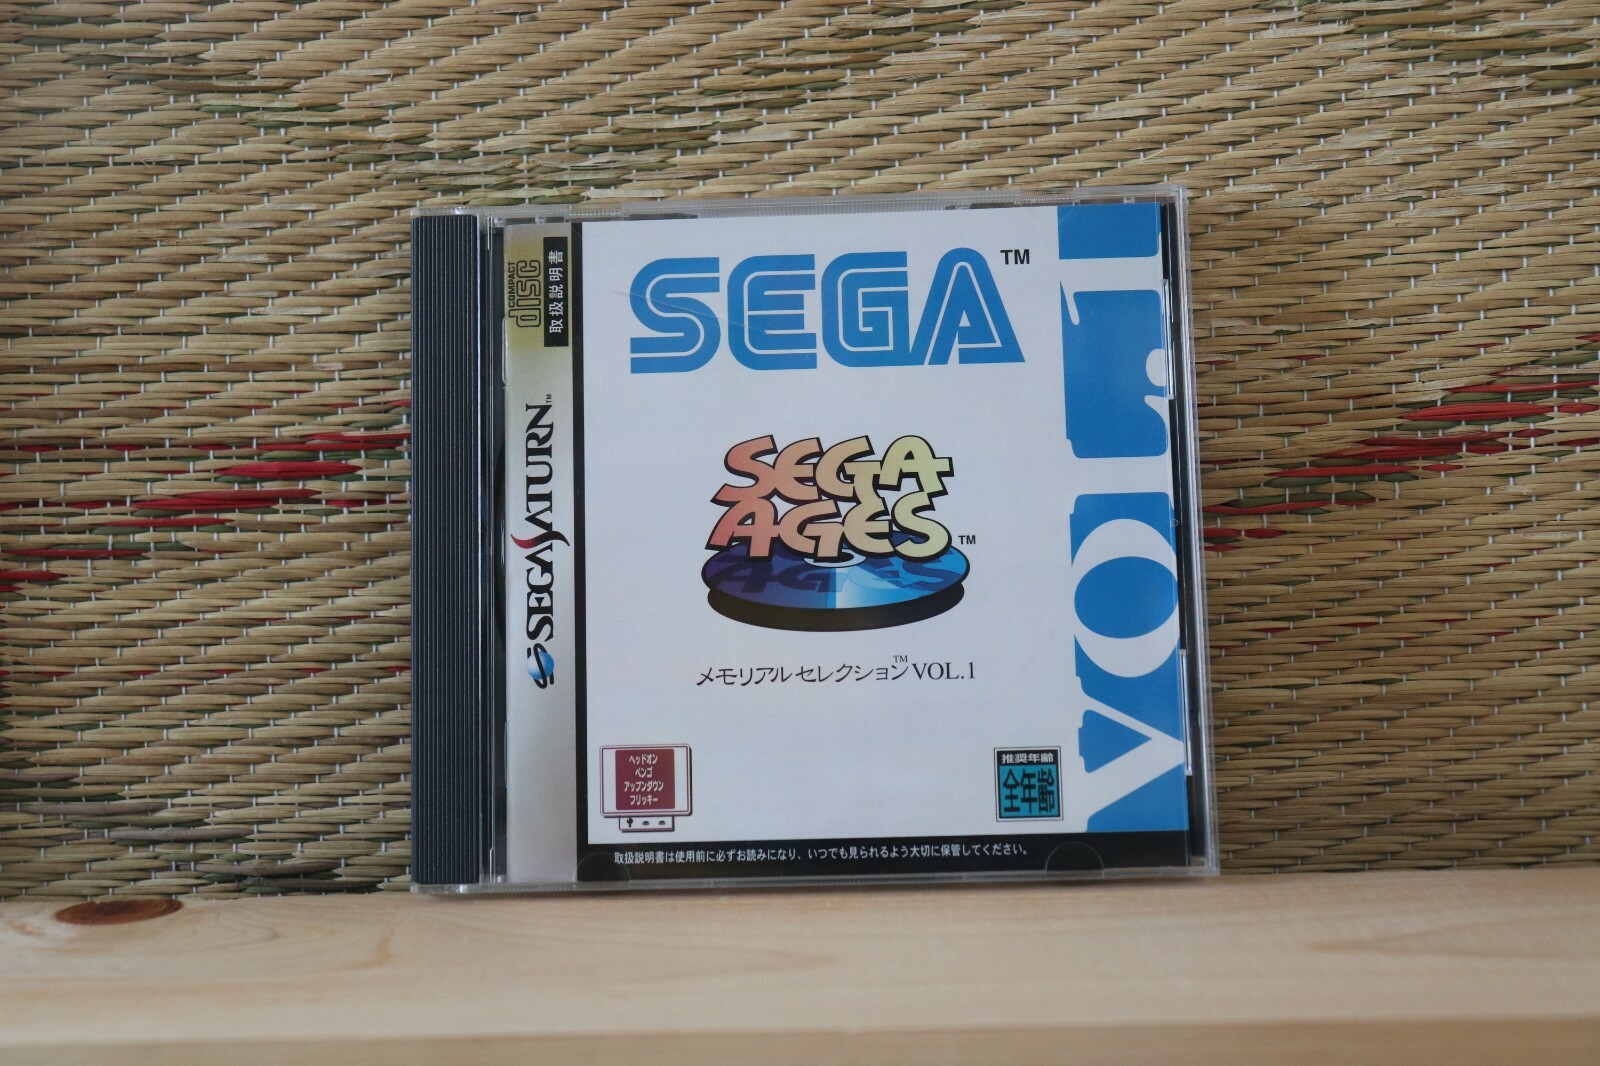 COMPACT
disc
取扱説明書
SEGA SATURN™
SEGA™
SEGA
AGES™
メモリアル セレクション™ VOL.1
ヘッドオン
ペンゴ
アップンダウン
フリッキー
推奨年齢
全年齢
VOL.1
取扱説明書は使用前に必ずお読みになり、いつでも見られるよう大切に保管してください。